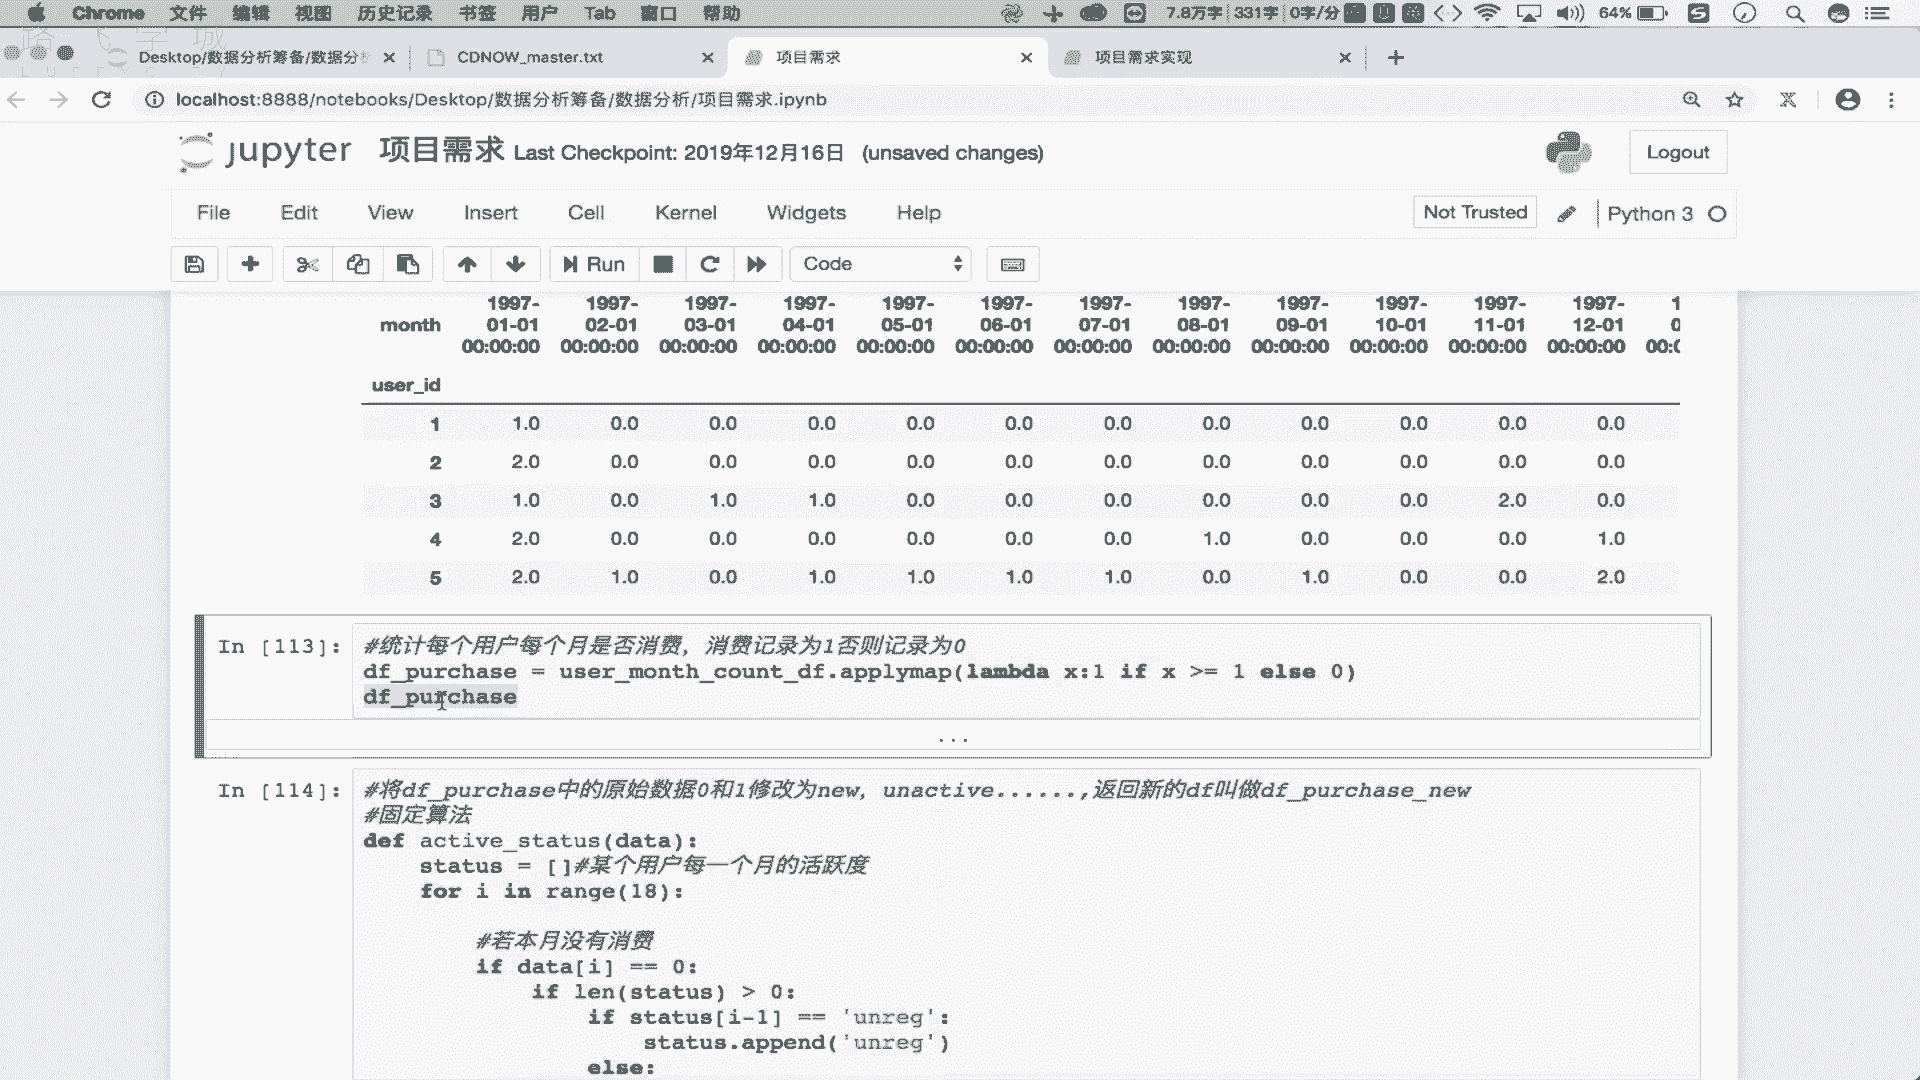 Chrome 文件 编辑 视图 历史记录 书签 用户 Tab 窗口 帮助 7.8万字 331字 0字/分 64%
Desktop/数据分析筹备/数据分析 CDNOW_master.txt 项目需求 项目需求实现
localhost:8888/notebooks/Desktop/数据分析筹备/数据分析/项目需求.ipynb
jupyter 项目需求 Last Checkpoint: 2019年12月16日 (unsaved changes) Logout
File Edit View Insert Cell Kernel Widgets Help Not Trusted Python 3
Run Code
month 1997-01-01 00:00:00 1997-02-01 00:00:00 1997-03-01 00:00:00 1997-04-01 00:00:00 1997-05-01 00:00:00 1997-06-01 00:00:00 1997-07-01 00:00:00 1997-08-01 00:00:00 1997-09-01 00:00:00 1997-10-01 00:00:00 1997-11-01 00:00:00 1997-12-01 00:00:00
user_id
1 1.0 0.0 0.0 0.0 0.0 0.0 0.0 0.0 0.0 0.0 0.0 0.0
2 2.0 0.0 0.0 0.0 0.0 0.0 0.0 0.0 0.0 0.0 0.0 0.0
3 1.0 0.0 1.0 1.0 0.0 0.0 0.0 0.0 0.0 0.0 2.0 0.0
4 2.0 0.0 0.0 0.0 0.0 0.0 0.0 1.0 0.0 0.0 0.0 1.0
5 2.0 1.0 0.0 1.0 1.0 1.0 1.0 0.0 1.0 0.0 0.0 2.0
In [113]: #统计每个用户每个月是否消费，消费记录为1否则记录为0
df_purchase = user_month_count_df.applymap(lambda x:1 if x >= 1 else 0)
df_purchase
...
In [114]: #将df_purchase中的原始数据0和1修改为new, unactive......,返回新的df叫做df_purchase_new
#固定算法
def active_status(data):
status = []#某个用户每一个月的活跃度
for i in range(18):
#若本月没有消费
if data[i] == 0:
if len(status) > 0:
if status[i-1] == 'unreg':
status.append('unreg')
else: